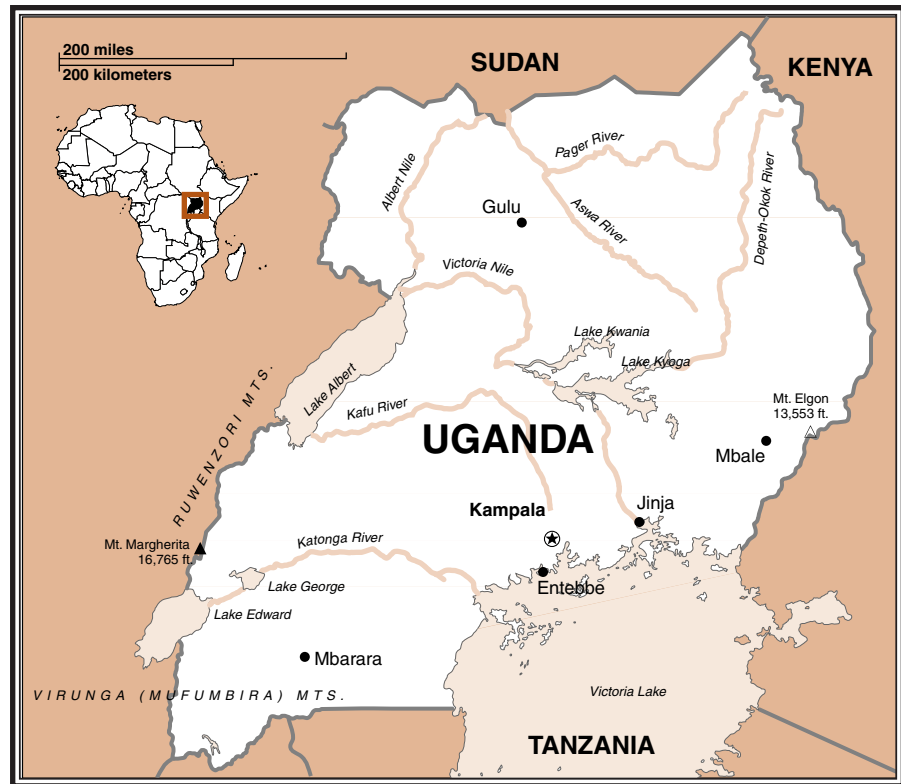 200 miles
200 kilometers
SUDAN
KENYA
Pager River
Albert Nile
Depeth-Okok River
Gulu
Aswa River
Victoria Nile
Lake Kwania
Lake Kyoga
Lake Albert
RUWENZORI MTS.
Kafu River
Mt. Elgon
13,553 ft.
UGANDA
Mbale
Kampala
Jinja
Mt. Margherita
16,765 ft.
Katonga River
Lake George
Entebbe
Lake Edward
Mbarara
VIRUNGA (MUFUMBIRA) MTS.
Victoria Lake
TANZANIA